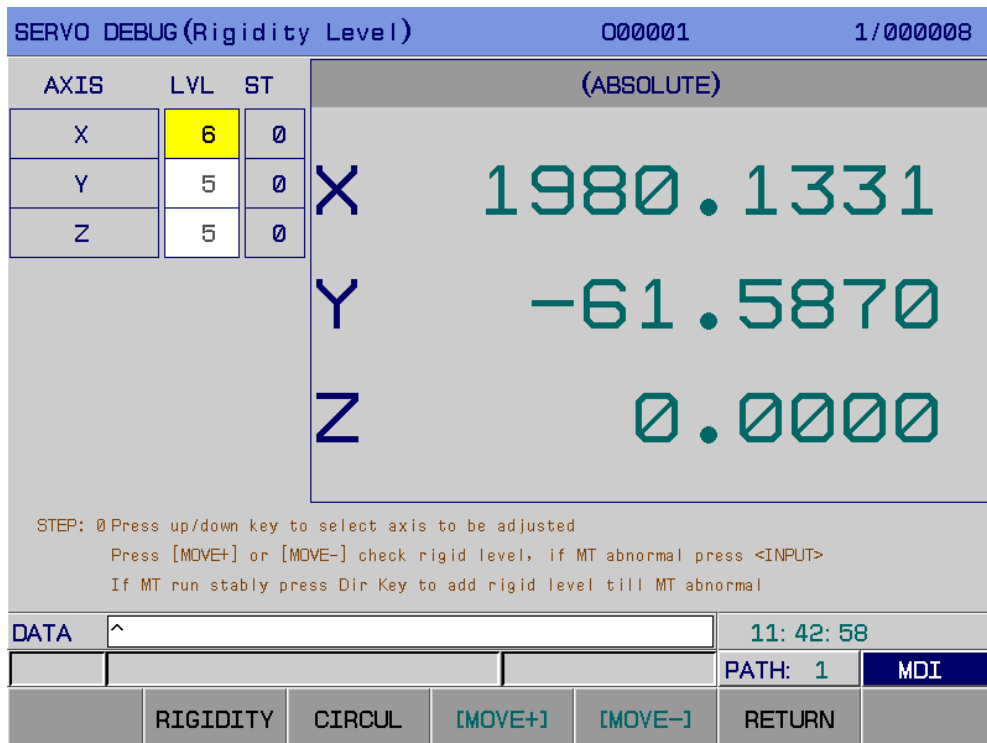 SERVO DEBUG(Rigidity Level) O00001 1/000008
AXIS LVL ST (ABSOLUTE)
X 6 0
Y 5 0
Z 5 0
X 1980.1331
Y -61.5870
Z 0.0000
STEP: 0 Press up/down key to select axis to be adjusted
Press [MOVE+] or [MOVE-] check rigid level, if MT abnormal press <INPUT>
If MT run stably press Dir Key to add rigid level till MT abnormal
DATA ^ 11:42:58
PATH: 1 MDI
RIGIDITY CIRCUL [MOVE+] [MOVE-] RETURN